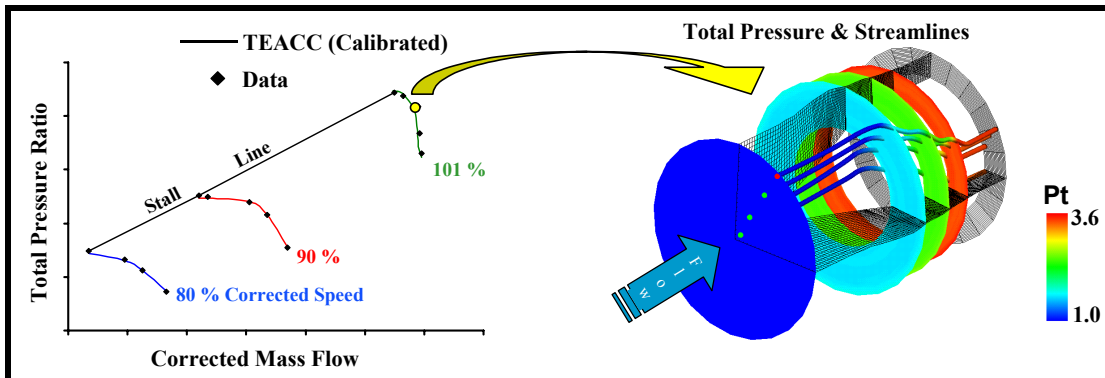 TEACC (Calibrated)
Data
Total Pressure Ratio
Stall Line
101 %
90 %
80 % Corrected Speed
Corrected Mass Flow
Total Pressure & Streamlines
Flow
Pt
3.6
1.0